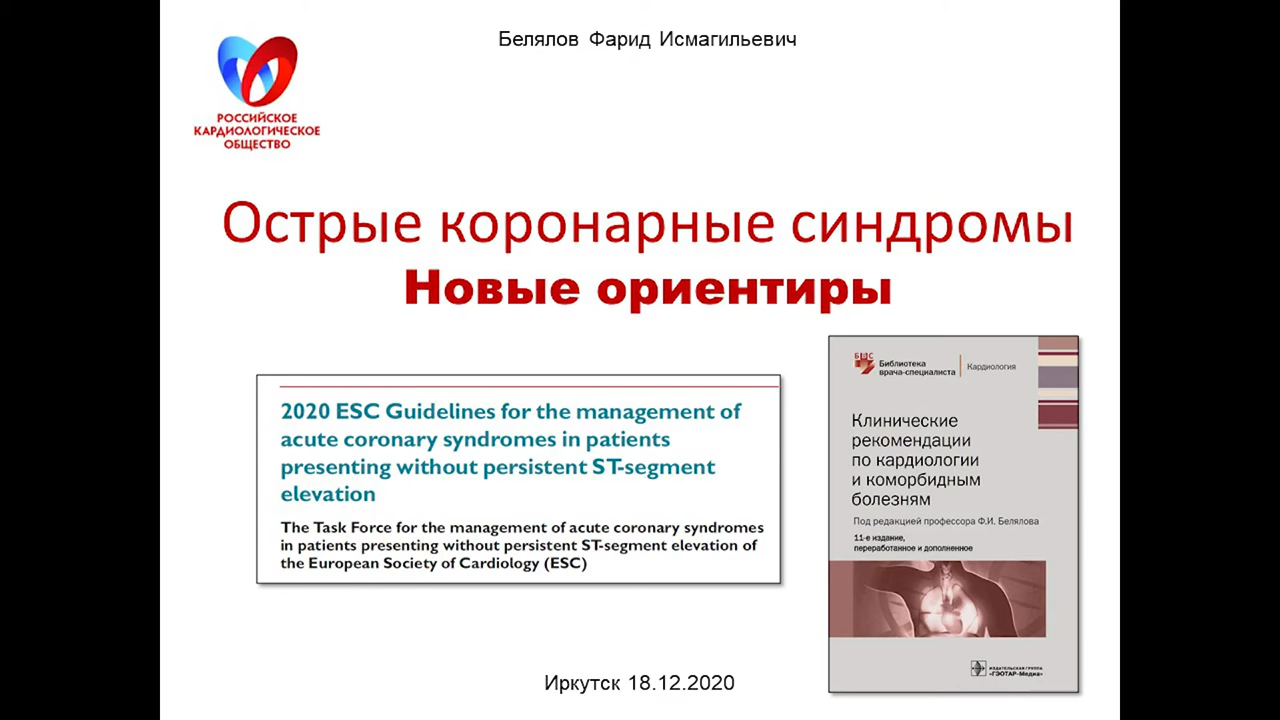 Белялов Фарид Исмагильевич
РОССИЙСКОЕ
КАРДИОЛОГИЧЕСКОЕ
ОБЩЕСТВО
Острые коронарные синдромы
Новые ориентиры
2020 ESC Guidelines for the management of
acute coronary syndromes in patients
presenting without persistent ST-segment
elevation
The Task Force for the management of acute coronary syndromes
in patients presenting without persistent ST-segment elevation of
the European Society of Cardiology (ESC)
БВС
Библиотека
врача-специалиста
Кардиология
Клинические
рекомендации
по кардиологии
и коморбидным
болезням
Под редакцией профессора Ф.И. Белялова
11-е издание,
переработанное и дополненное
ИЗДАТЕЛЬСКАЯ ГРУППА
«ГЭОТАР-Медиа»
Иркутск 18.12.2020